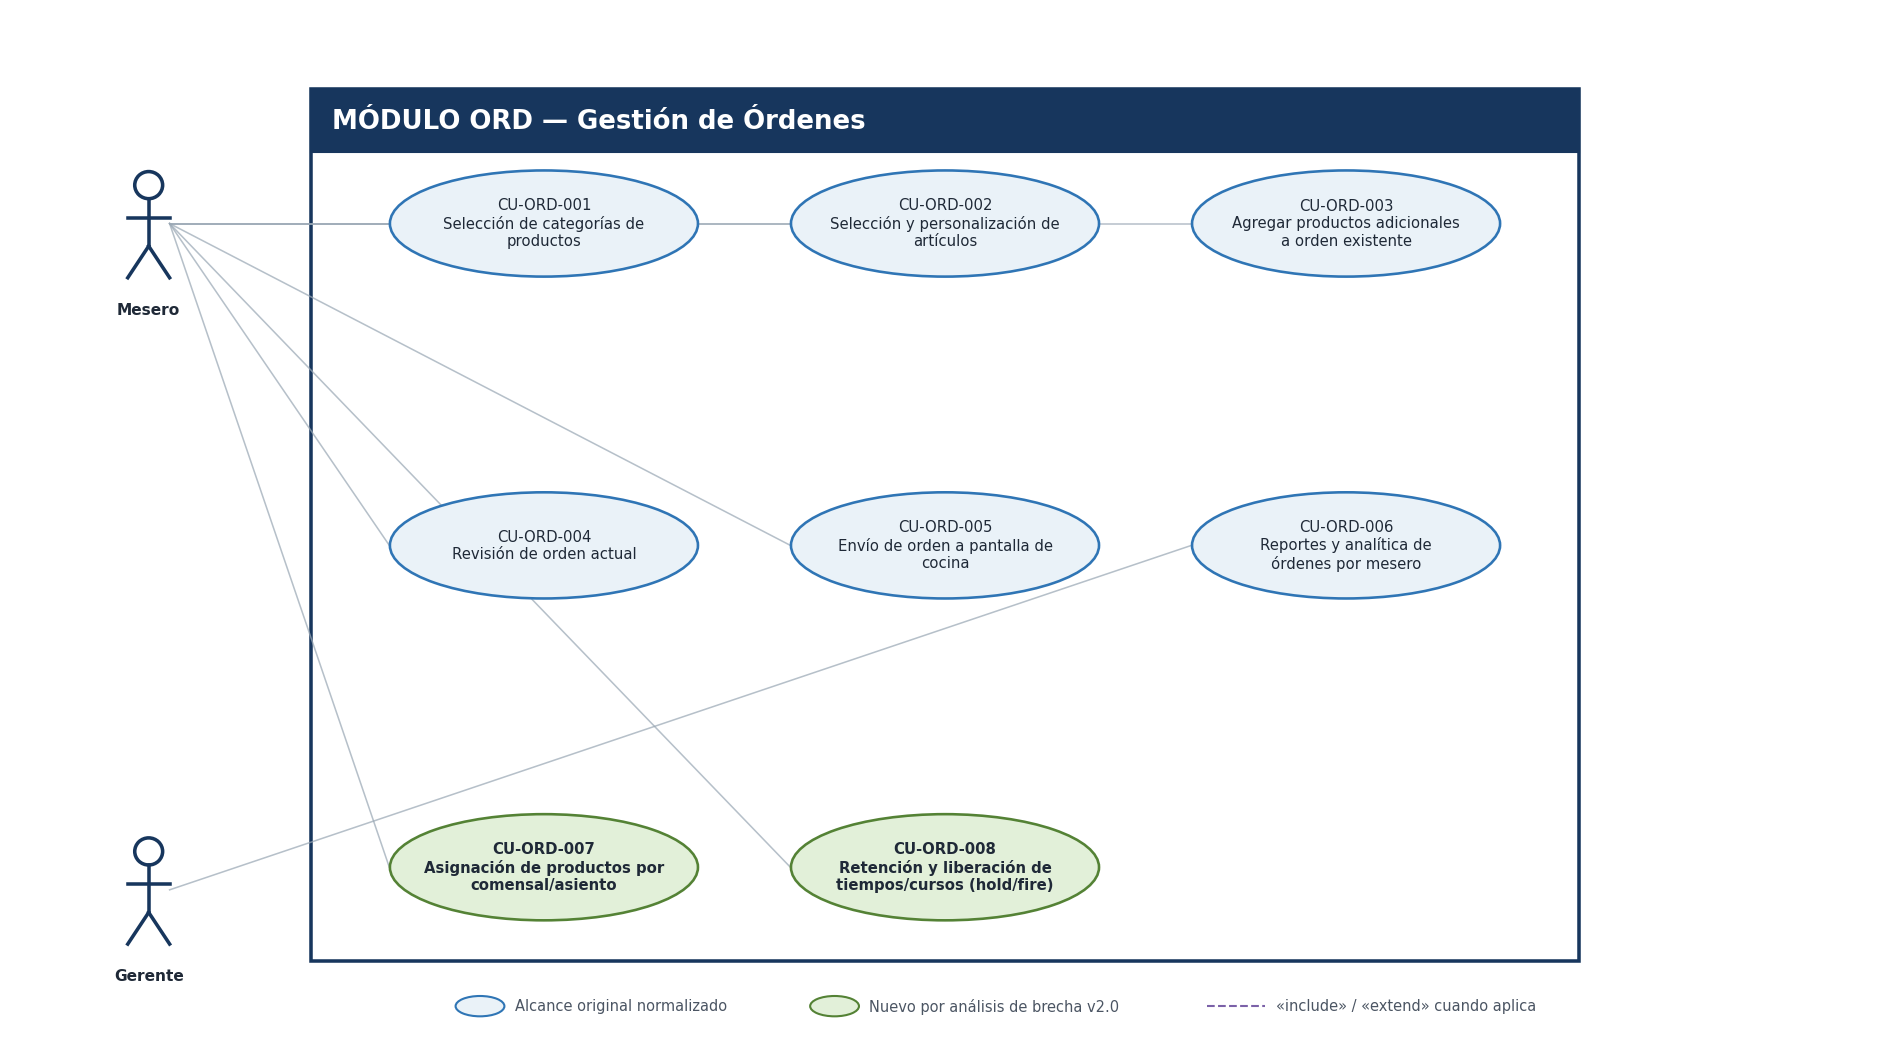 MÓDULO ORD — Gestión de Órdenes
Mesero
CU-ORD-001
Selección de categorías de
productos
CU-ORD-002
Selección y personalización de
artículos
CU-ORD-003
Agregar productos adicionales
a orden existente
CU-ORD-004
Revisión de orden actual
CU-ORD-005
Envío de orden a pantalla de
cocina
CU-ORD-006
Reportes y analítica de
órdenes por mesero
CU-ORD-007
Asignación de productos por
comensal/asiento
CU-ORD-008
Retención y liberación de
tiempos/cursos (hold/fire)
Gerente
Alcance original normalizado
Nuevo por análisis de brecha v2.0
«include» / «extend» cuando aplica